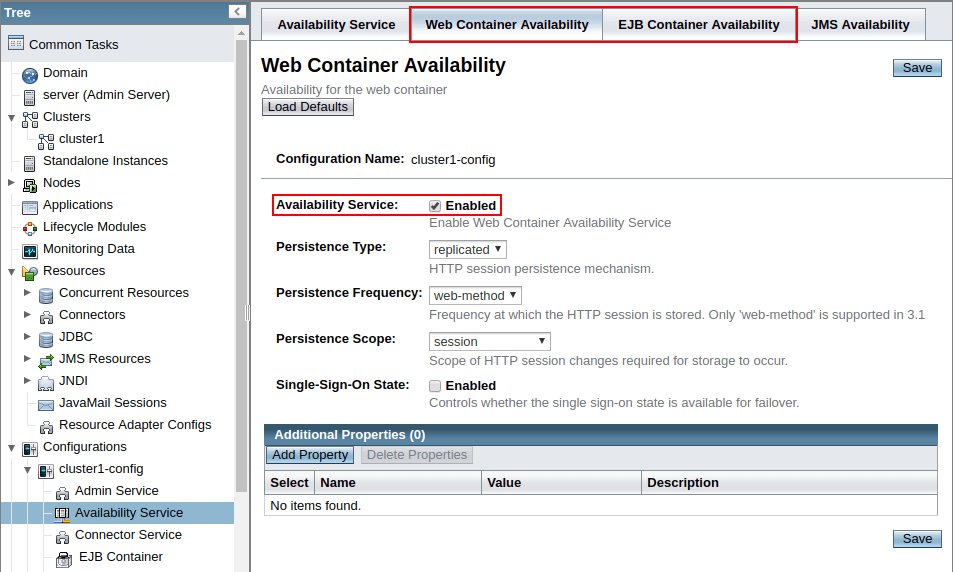 Tree
Common Tasks
Domain
server (Admin Server)
Clusters
cluster1
Standalone Instances
Nodes
Applications
Lifecycle Modules
Monitoring Data
Resources
Concurrent Resources
Connectors
JDBC
JMS Resources
JNDI
JavaMail Sessions
Resource Adapter Configs
Configurations
cluster1-config
Admin Service
Availability Service
Connector Service
EJB Container
Availability Service Web Container Availability EJB Container Availability JMS Availability
Web Container Availability
Save
Availability for the web container
Load Defaults
Configuration Name: cluster1-config
Availability Service: Enabled
Enable Web Container Availability Service
Persistence Type: replicated
HTTP session persistence mechanism.
Persistence Frequency: web-method
Frequency at which the HTTP session is stored. Only 'web-method' is supported in 3.1
Persistence Scope: session
Scope of HTTP session changes required for storage to occur.
Single-Sign-On State: Enabled
Controls whether the single sign-on state is available for failover.
Additional Properties (0)
Add Property Delete Properties
Select Name Value Description
No items found.
Save